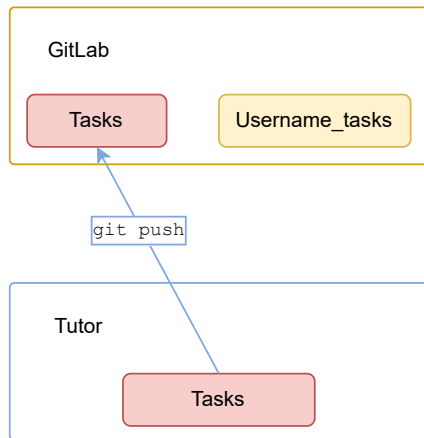 GitLab
Tasks
Username_tasks
git push
Tutor
Tasks